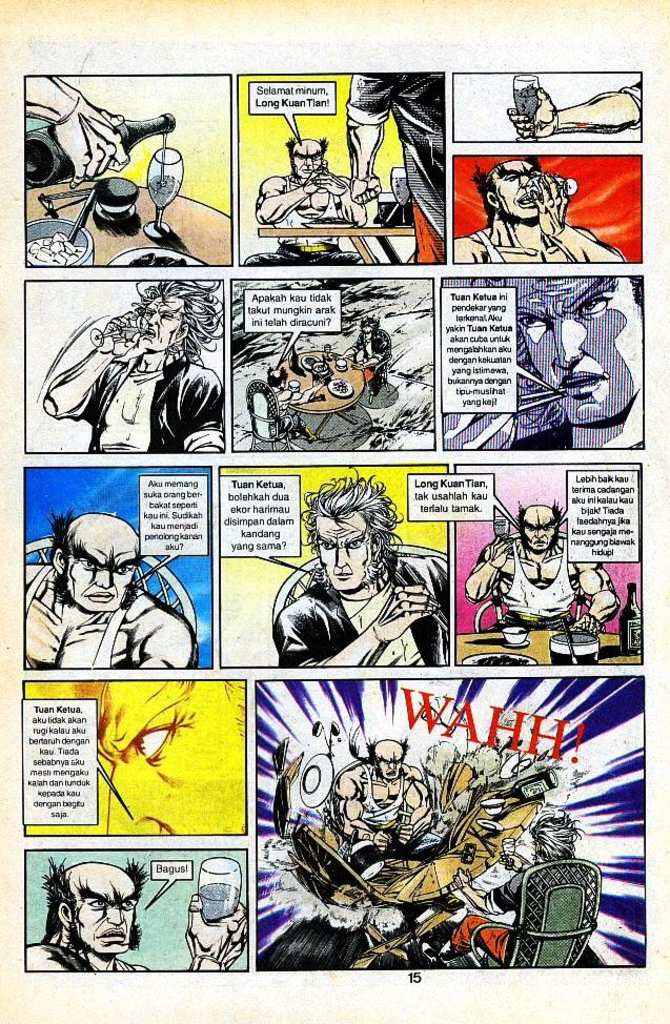 Selamat minum,
Long Kuan Tian!
Apakah kau tidak
takut mungkin arak
ini telah diracuni?
Tuan Ketua ini
pendekar yang
terkenal. Aku
yakin Tuan Ketua
akan cuba untuk
mengalahkan aku
dengan kekuatan
yang istimewa,
bukannya dengan
tipu-muslihat
yang keji!
Aku memang
suka orang ber-
bakat seperti
kau ini. Sudikah
kau menjadi
penolong kanan
aku?
Tuan Ketua,
bolehkah dua
ekor harimau
disimpan dalam
kandang yang
sama?
Long Kuan Tian,
tak usahlah kau
terlalu tamak.
Lebih baik kau
terima cadangan
aku ini kalau kau
bijak! Tiada
faedahnya jika
kau sengaja me-
nanggung biawak
hidup!
Tuan Ketua,
aku tidak akan
rugi kalau aku
bertaruh dengan
kau. Tiada
sebabnya aku
mesti mengaku
kalah dan tunduk
kepada kau
dengan begitu
saja.
WAHH!
Bagus!
15